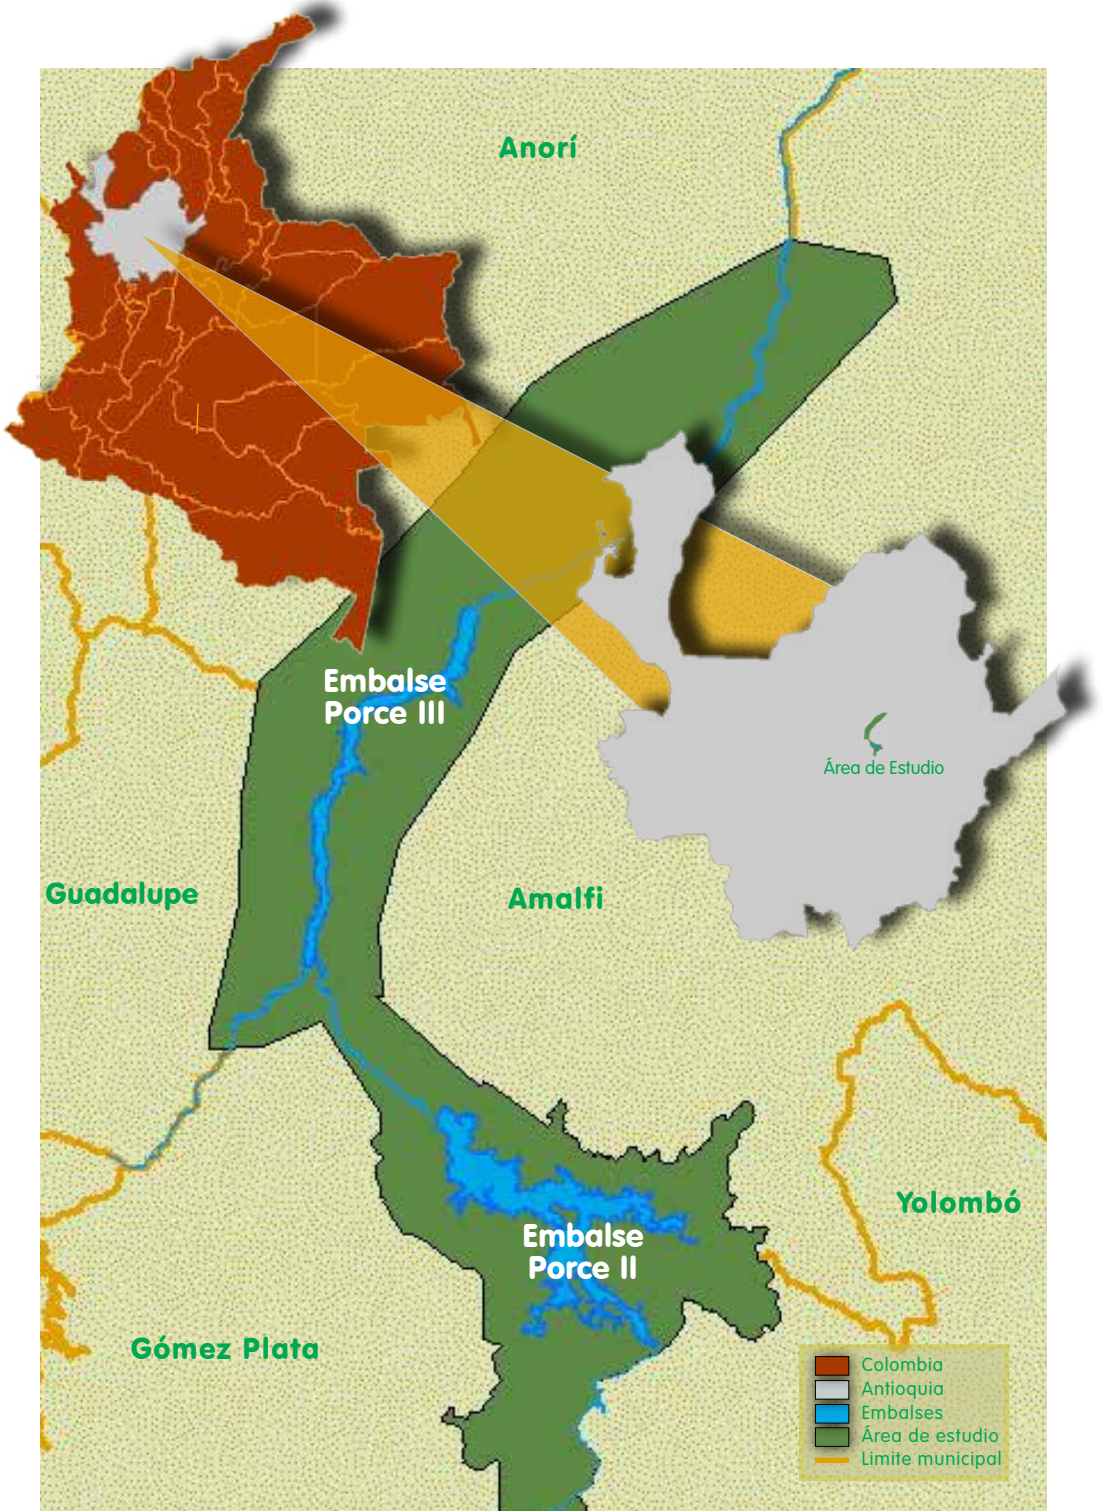 Anorí
Embalse
Porce III
Área de Estudio
Guadalupe
Amalfi
Yolombó
Embalse
Porce II
Gómez Plata
Colombia
Antioquia
Embalses
Área de estudio
Limite municipal